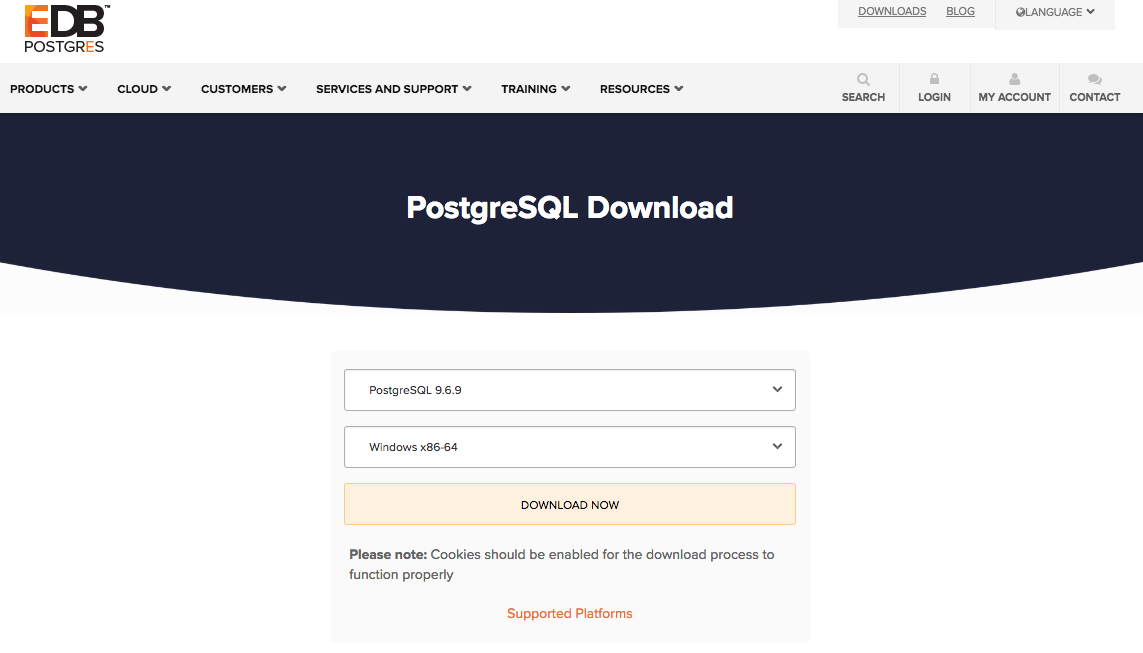 EDB™
POSTGRES
DOWNLOADS BLOG LANGUAGE
PRODUCTS CLOUD CUSTOMERS SERVICES AND SUPPORT TRAINING RESOURCES SEARCH LOGIN MY ACCOUNT CONTACT
PostgreSQL Download
PostgreSQL 9.6.9
Windows x86-64
DOWNLOAD NOW
Please note: Cookies should be enabled for the download process to
function properly
Supported Platforms